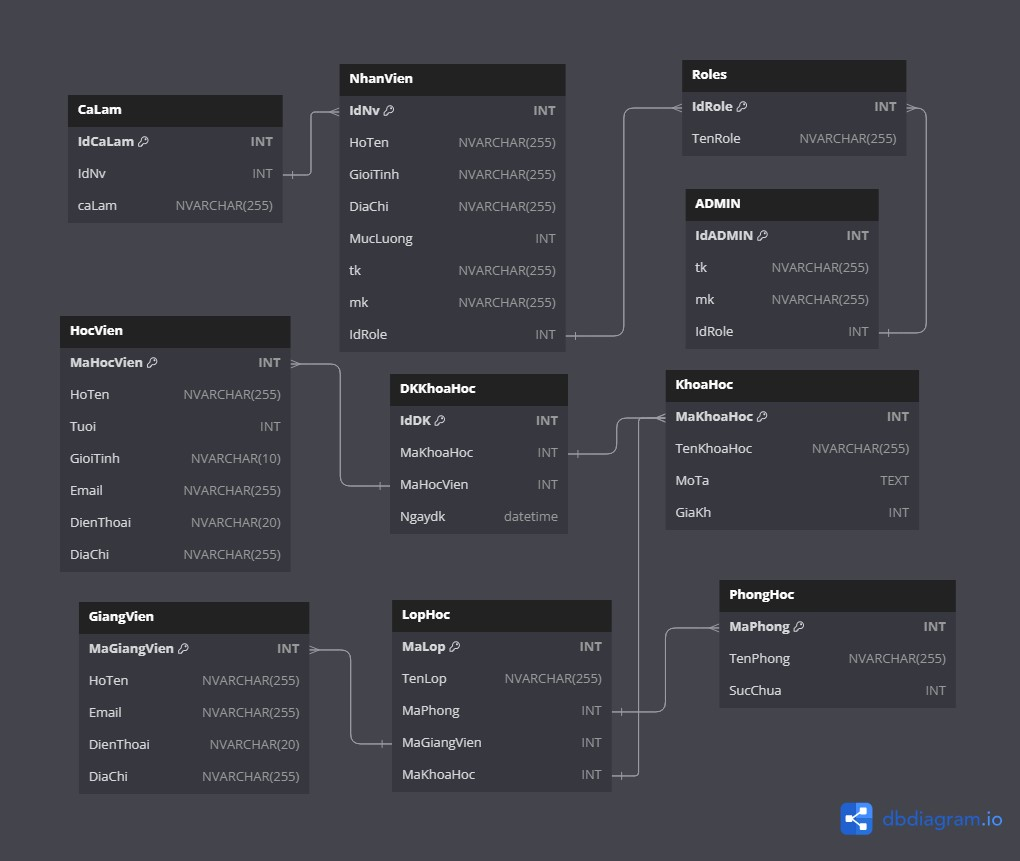 CaLam
IdCaLam INT
IdNv INT
caLam NVARCHAR(255)
NhanVien
IdNv INT
HoTen NVARCHAR(255)
GioiTinh NVARCHAR(255)
DiaChi NVARCHAR(255)
MucLuong INT
tk NVARCHAR(255)
mk NVARCHAR(255)
IdRole INT
Roles
IdRole INT
TenRole NVARCHAR(255)
ADMIN
IdADMIN INT
tk NVARCHAR(255)
mk NVARCHAR(255)
IdRole INT
HocVien
MaHocVien INT
HoTen NVARCHAR(255)
Tuoi INT
GioiTinh NVARCHAR(10)
Email NVARCHAR(255)
DienThoai NVARCHAR(20)
DiaChi NVARCHAR(255)
DKKhoaHoc
IdDK INT
MaKhoaHoc INT
MaHocVien INT
Ngaydk datetime
KhoaHoc
MaKhoaHoc INT
TenKhoaHoc NVARCHAR(255)
MoTa TEXT
GiaKh INT
GiangVien
MaGiangVien INT
HoTen NVARCHAR(255)
Email NVARCHAR(255)
DienThoai NVARCHAR(20)
DiaChi NVARCHAR(255)
LopHoc
MaLop INT
TenLop NVARCHAR(255)
MaPhong INT
MaGiangVien INT
MaKhoaHoc INT
PhongHoc
MaPhong INT
TenPhong NVARCHAR(255)
SucChua INT
dbdiagram.io